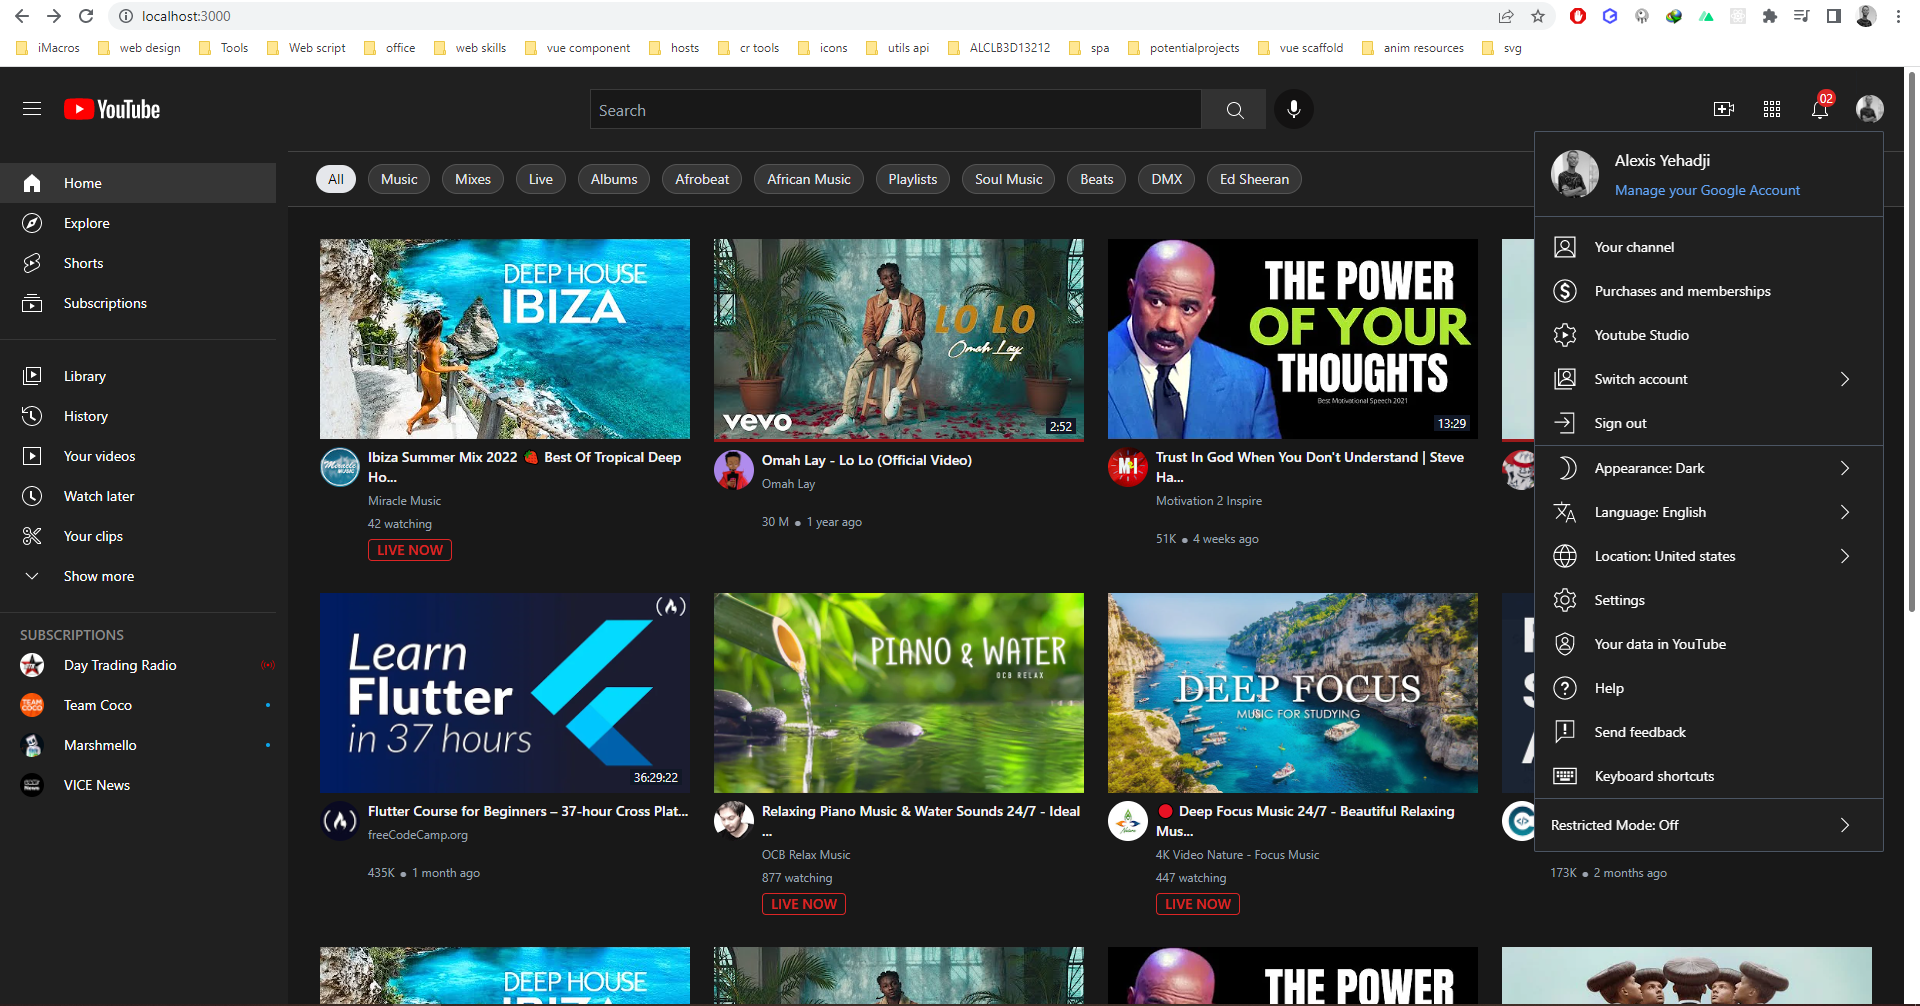 localhost:3000
iMacros
web design
Tools
Web script
office
web skills
vue component
hosts
cr tools
icons
utils api
ALCLB3D13212
spa
potentialprojects
vue scaffold
anim resources
svg
YouTube
Search
02
Home
Explore
Shorts
Subscriptions
Library
History
Your videos
Watch later
Your clips
Show more
SUBSCRIPTIONS
Day Trading Radio
Team Coco
Marshmello
VICE News
All
Music
Mixes
Live
Albums
Afrobeat
African Music
Playlists
Soul Music
Beats
DMX
Ed Sheeran
DEEP HOUSE
IBIZA
Miracle
MUSIC
Ibiza Summer Mix 2022 🍓 Best Of Tropical Deep
Ho...
Miracle Music
42 watching
LIVE NOW
LO LO
Omah Lay
vevo
2:52
Omah Lay - Lo Lo (Official Video)
Omah Lay
30 M ● 1 year ago
THE POWER
OF YOUR
THOUGHTS
Best Motivational Speech 2021
13:29
Trust In God When You Don't Understand | Steve
Ha...
Motivation 2 Inspire
51K ● 4 weeks ago
Learn
Flutter
in 37 hours
36:29:22
Flutter Course for Beginners – 37-hour Cross Plat...
freeCodeCamp.org
435K ● 1 month ago
PIANO & WATER
OCB RELAX
Relaxing Piano Music & Water Sounds 24/7 - Ideal
...
OCB Relax Music
877 watching
LIVE NOW
DEEP FOCUS
MUSIC FOR STUDYING
🔴 Deep Focus Music 24/7 - Beautiful Relaxing
Mus...
4K Video Nature - Focus Music
447 watching
LIVE NOW
173K ● 2 months ago
DEEP HOUSE
IBIZA
THE POWER
Alexis Yehadji
Manage your Google Account
Your channel
Purchases and memberships
Youtube Studio
Switch account
Sign out
Appearance: Dark
Language: English
Location: United states
Settings
Your data in YouTube
Help
Send feedback
Keyboard shortcuts
Restricted Mode: Off